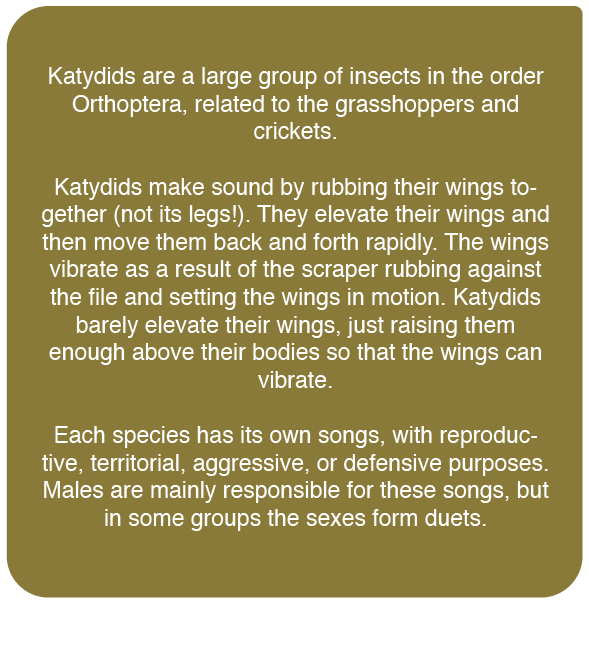 Katydids are a large group of insects in the order
Orthoptera, related to the grasshoppers and
crickets.
Katydids make sound by rubbing their wings to-
gether (not its legs!). They elevate their wings and
then move them back and forth rapidly. The wings
vibrate as a result of the scraper rubbing against
the file and setting the wings in motion. Katydids
barely elevate their wings, just raising them
enough above their bodies so that the wings can
vibrate.
Each species has its own songs, with reproduc-
tive, territorial, aggressive, or defensive purposes.
Males are mainly responsible for these songs, but
in some groups the sexes form duets.